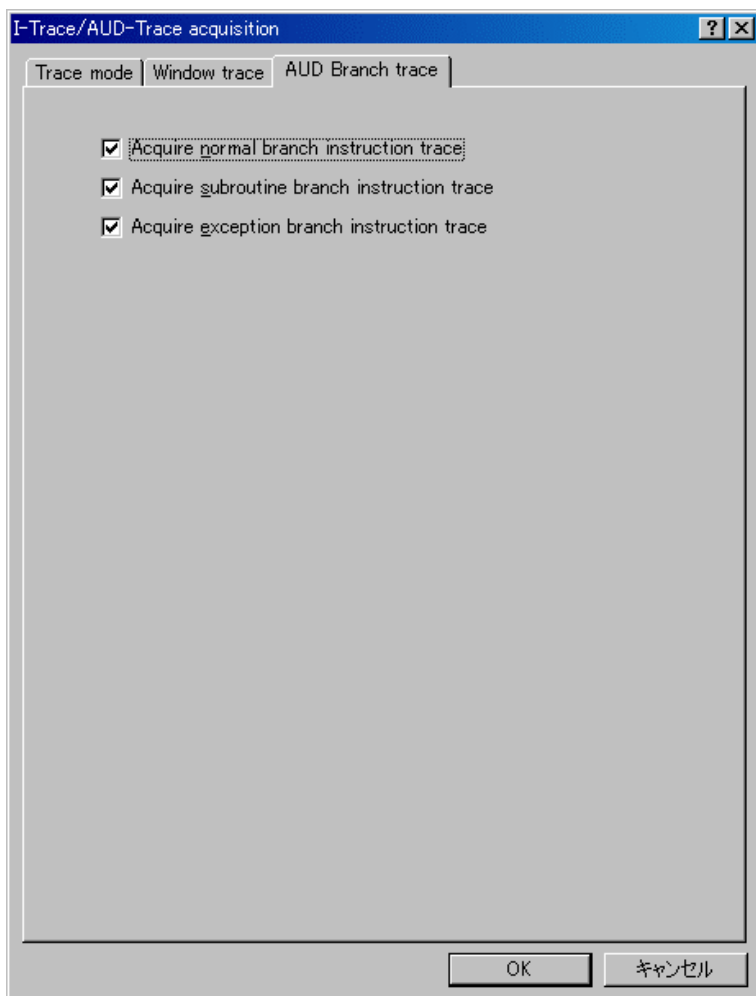 I-Trace/AUD-Trace acquisition
Trace mode
Window trace
AUD Branch trace
Acquire normal branch instruction trace
Acquire subroutine branch instruction trace
Acquire exception branch instruction trace
OK
キャンセル